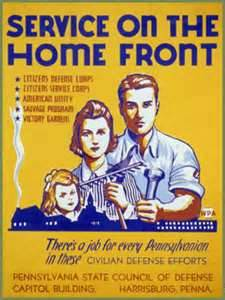 SERVICE ON THE
HOME FRONT
★ CITIZENS DEFENSE CORPS
★ CITIZENS SERVICE CORPS
★ AMERICAN UNITY
★ SALVAGE PROGRAM
★ VICTORY GARDENS
WPA
There's a job for every Pennsylvanian
in these CIVILIAN DEFENSE EFFORTS
PENNSYLVANIA STATE COUNCIL OF DEFENSE
CAPITOL BUILDING, HARRISBURG, PENNA.